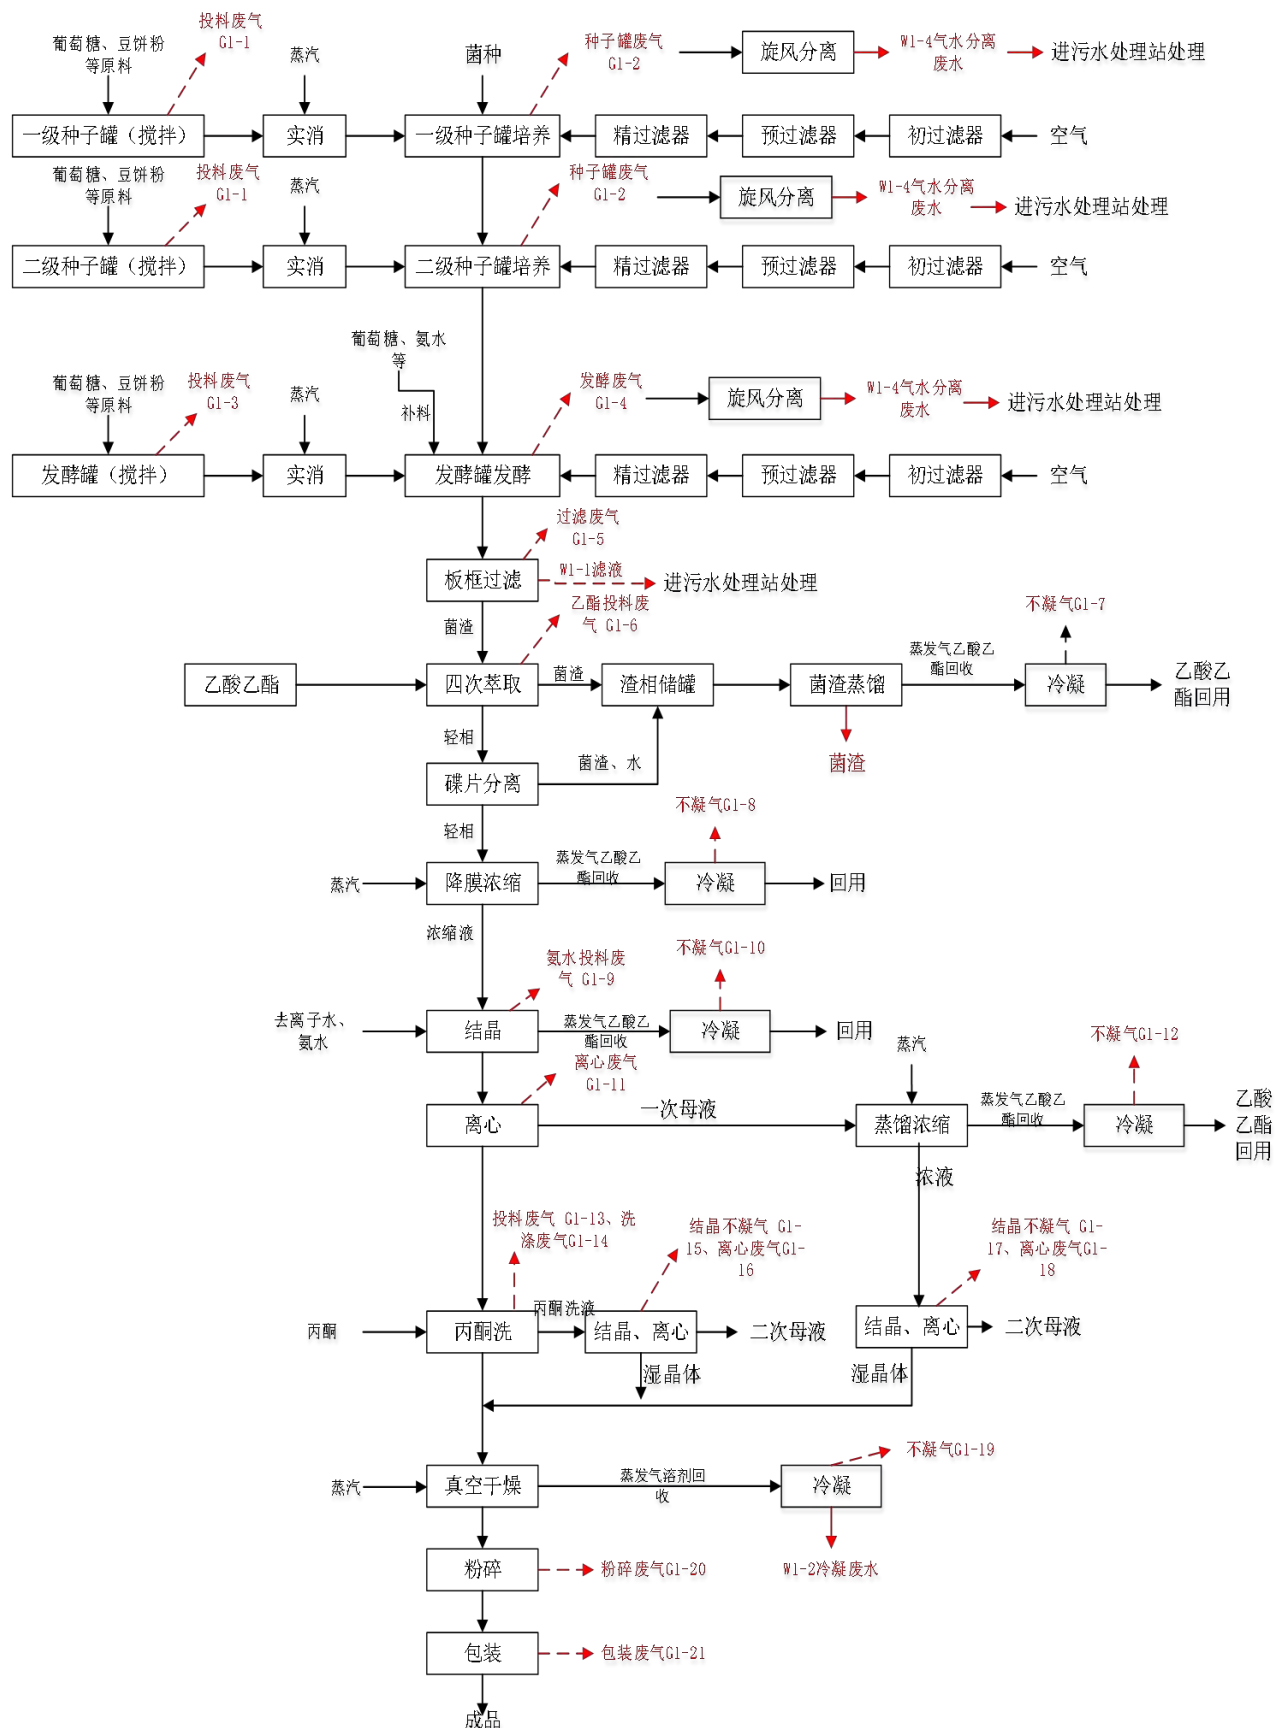 投料废气
G1-1
葡萄糖、豆饼粉
等原料
蒸汽
菌种
种子罐废气
G1-2
旋风分离
W1-4气水分离
废水
进污水处理站处理
一级种子罐（搅拌）
实消
一级种子罐培养
精过滤器
预过滤器
初过滤器
空气
葡萄糖、豆饼粉
等原料
投料废气
G1-1
蒸汽
种子罐废气
G1-2
旋风分离
W1-4气水分离
废水
进污水处理站处理
二级种子罐（搅拌）
实消
二级种子罐培养
精过滤器
预过滤器
初过滤器
空气
葡萄糖、氨水
等
补料
葡萄糖、豆饼粉
等原料
投料废气
G1-3
蒸汽
发酵废气
G1-4
旋风分离
W1-4气水分离
废水
进污水处理站处理
发酵罐（搅拌）
实消
发酵罐发酵
精过滤器
预过滤器
初过滤器
空气
过滤废气
G1-5
板框过滤
W1-1滤液
进污水处理站处理
菌渣
乙酯投料废
气 G1-6
不凝气G1-7
乙酸乙酯
四次萃取
菌渣
渣相储罐
菌渣蒸馏
蒸发气乙酸乙
酯回收
冷凝
乙酸乙
酯回用
轻相
菌渣
碟片分离
菌渣、水
轻相
不凝气G1-8
蒸汽
降膜浓缩
蒸发气乙酸乙
酯回收
冷凝
回用
浓缩液
氨水投料废
气 G1-9
不凝气G1-10
去离子水、
氨水
结晶
蒸发气乙酸乙
酯回收
冷凝
回用
离心废气
G1-11
蒸汽
不凝气G1-12
离心
一次母液
蒸馏浓缩
蒸发气乙酸乙
酯回收
冷凝
乙酸
乙酯
回用
浓液
投料废气 G1-13、洗
涤废气G1-14
结晶不凝气 G1-
15、离心废气G1-
16
结晶不凝气 G1-
17、离心废气G1-
18
丙酮
丙酮洗
丙酮洗液
结晶、离心
二次母液
结晶、离心
二次母液
湿晶体
湿晶体
不凝气G1-19
蒸汽
真空干燥
蒸发气溶剂回
收
冷凝
粉碎
粉碎废气G1-20
W1-2冷凝废水
包装
包装废气G1-21
成品